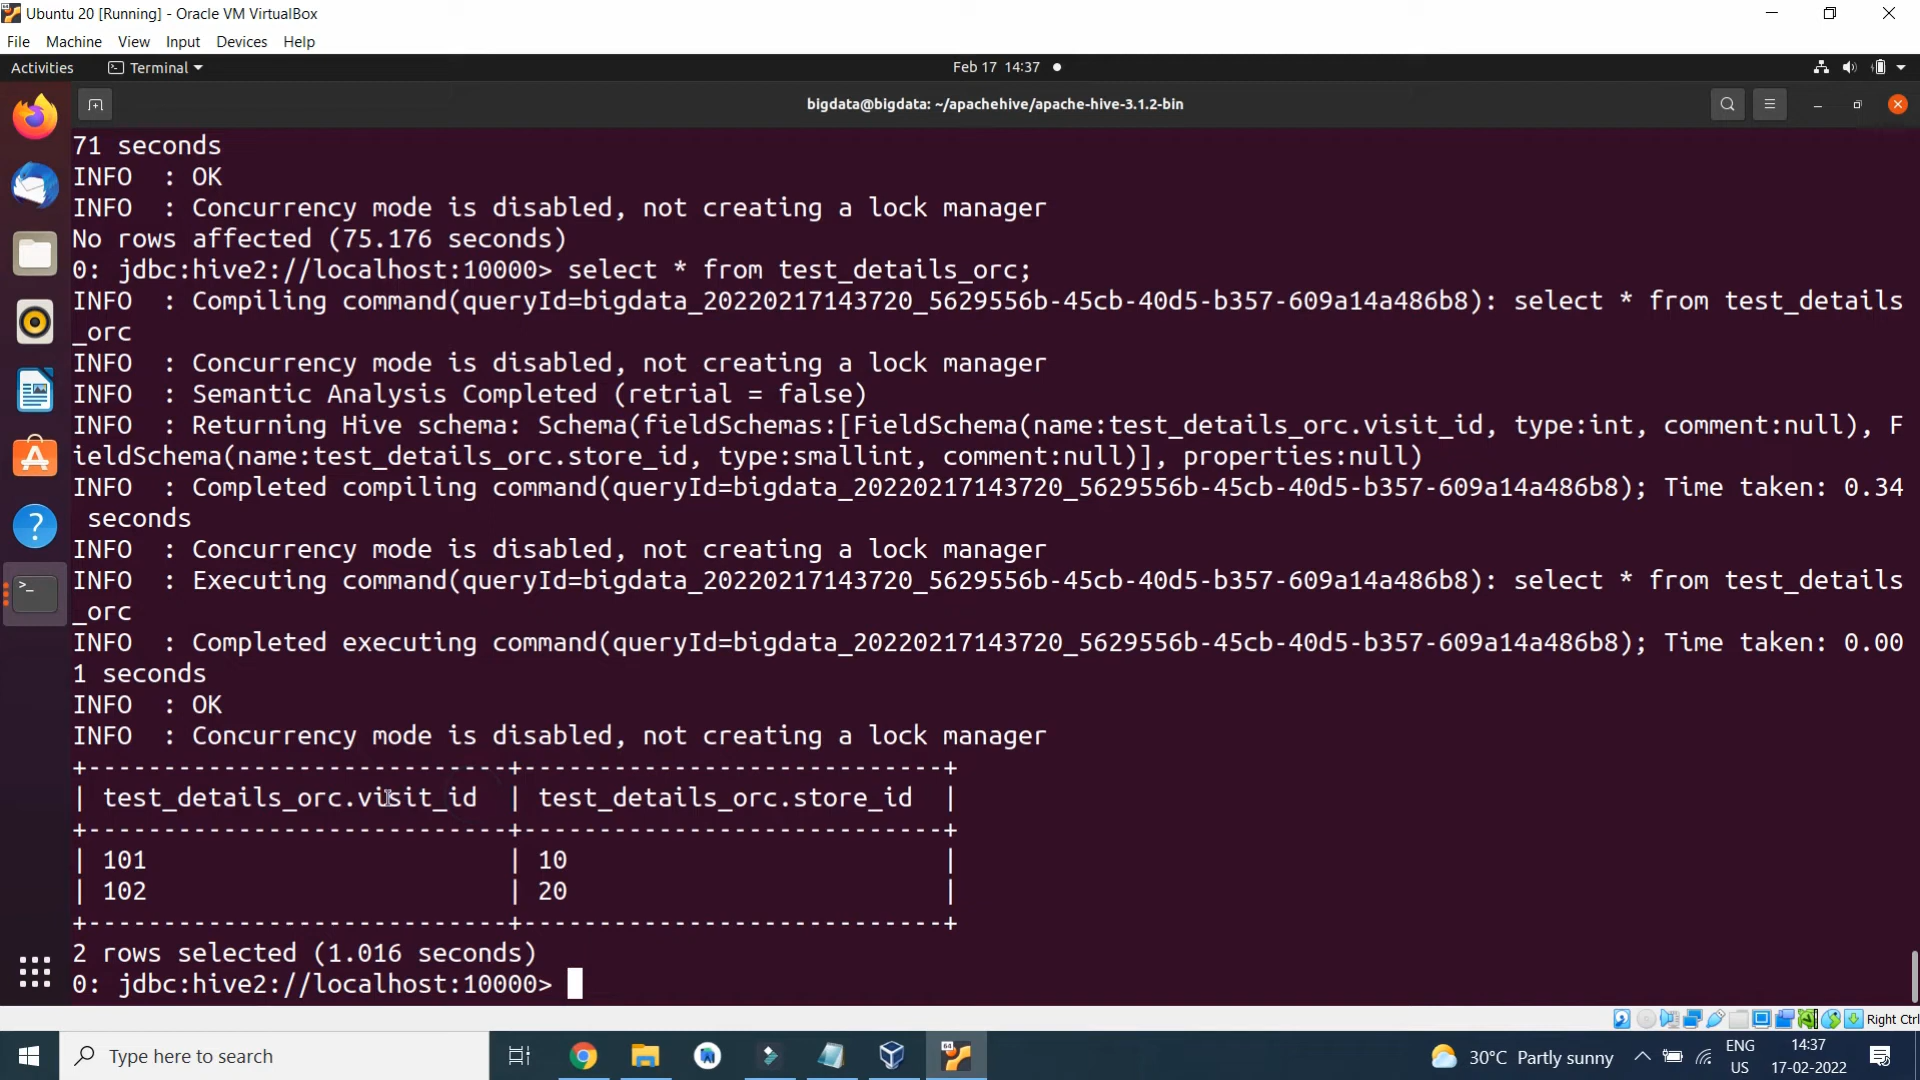 Ubuntu 20 [Running] - Oracle VM VirtualBox
File Machine View Input Devices Help
Activities Terminal Feb 17 14:37
bigdata@bigdata: ~/apachehive/apache-hive-3.1.2-bin
71 seconds
INFO  : OK
INFO  : Concurrency mode is disabled, not creating a lock manager
No rows affected (75.176 seconds)
0: jdbc:hive2://localhost:10000> select * from test_details_orc;
INFO  : Compiling command(queryId=bigdata_20220217143720_5629556b-45cb-40d5-b357-609a14a486b8): select * from test_details
_orc
INFO  : Concurrency mode is disabled, not creating a lock manager
INFO  : Semantic Analysis Completed (retrial = false)
INFO  : Returning Hive schema: Schema(fieldSchemas:[FieldSchema(name:test_details_orc.visit_id, type:int, comment:null), F
ieldSchema(name:test_details_orc.store_id, type:smallint, comment:null)], properties:null)
INFO  : Completed compiling command(queryId=bigdata_20220217143720_5629556b-45cb-40d5-b357-609a14a486b8); Time taken: 0.34
 seconds
INFO  : Concurrency mode is disabled, not creating a lock manager
INFO  : Executing command(queryId=bigdata_20220217143720_5629556b-45cb-40d5-b357-609a14a486b8): select * from test_details
_orc
INFO  : Completed executing command(queryId=bigdata_20220217143720_5629556b-45cb-40d5-b357-609a14a486b8); Time taken: 0.00
1 seconds
INFO  : OK
INFO  : Concurrency mode is disabled, not creating a lock manager
+----------------------------+----------------------------+
| test_details_orc.visit_id  | test_details_orc.store_id  |
+----------------------------+----------------------------+
| 101                        | 10                         |
| 102                        | 20                         |
+----------------------------+----------------------------+
2 rows selected (1.016 seconds)
0: jdbc:hive2://localhost:10000>
Right Ctrl
Type here to search
30°C Partly sunny
ENG
US
14:37
17-02-2022